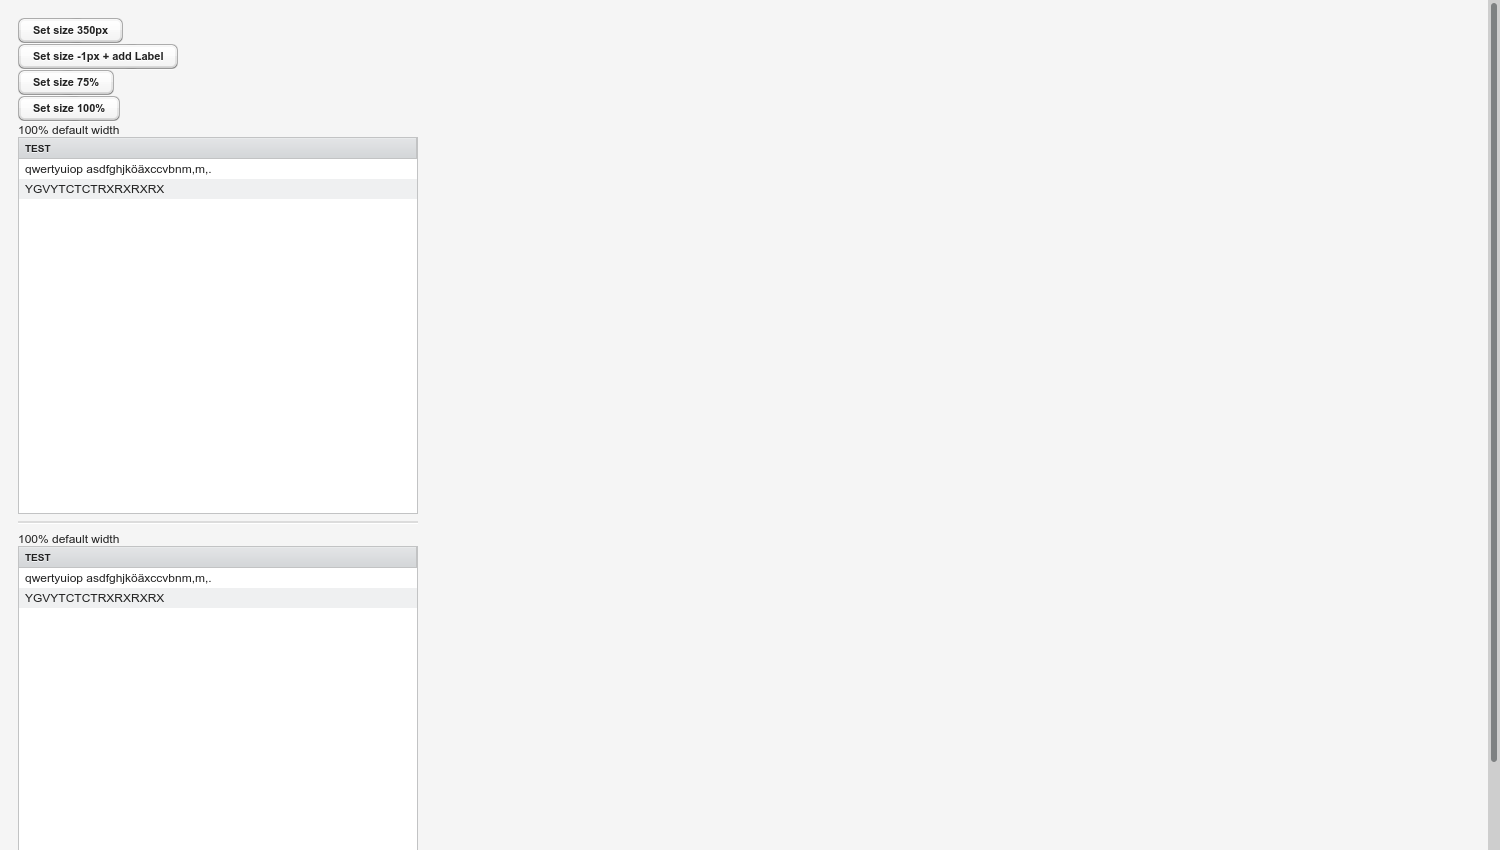 Set size 350px
Set size -1px + add Label
Set size 75%
Set size 100%
100% default width
TEST
qwertyuiop asdfghjköäxccvbnm,m,.
YGVYTCTCTRXRXRXRX
100% default width
TEST
qwertyuiop asdfghjköäxccvbnm,m,.
YGVYTCTCTRXRXRXRX